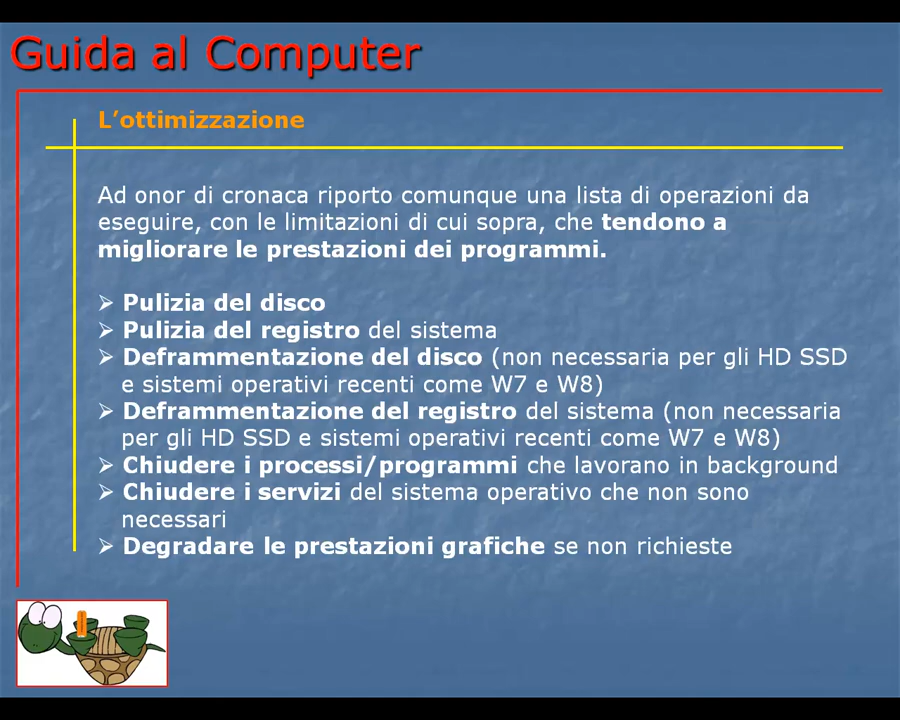 Guida al Computer
L’ottimizzazione
Ad onor di cronaca riporto comunque una lista di operazioni da
eseguire, con le limitazioni di cui sopra, che tendono a
migliorare le prestazioni dei programmi.
➢ Pulizia del disco
➢ Pulizia del registro del sistema
➢ Deframmentazione del disco (non necessaria per gli HD SSD
e sistemi operativi recenti come W7 e W8)
➢ Deframmentazione del registro del sistema (non necessaria
per gli HD SSD e sistemi operativi recenti come W7 e W8)
➢ Chiudere i processi/programmi che lavorano in background
➢ Chiudere i servizi del sistema operativo che non sono
necessari
➢ Degradare le prestazioni grafiche se non richieste